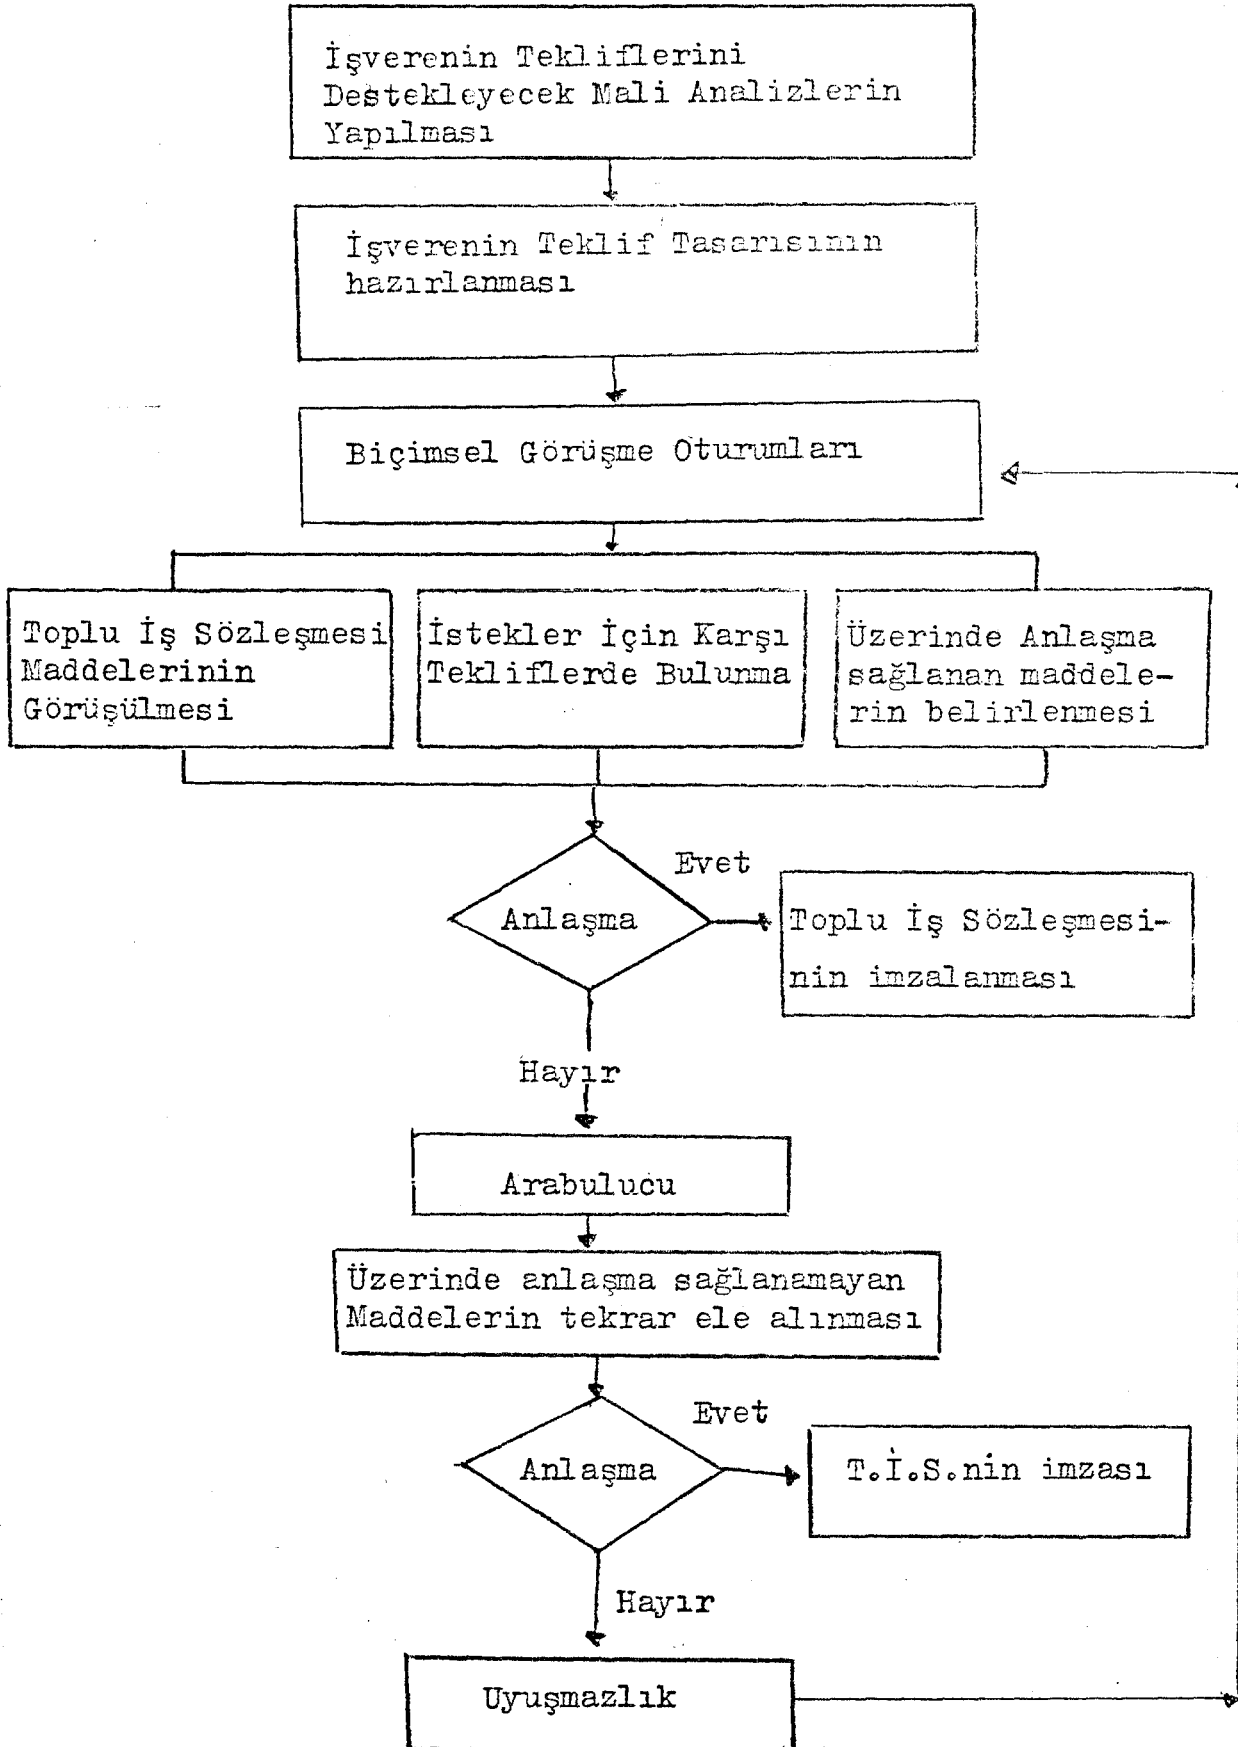 İşverenin Tekliflerini
Destekleyecek Mali Analizlerin
Yapılması
İşverenin Teklif Tasarısının
hazırlanması
Biçimsel Görüşme Oturumları
Toplu İş Sözleşmesi
Maddelerinin
Görüşülmesi
İstekler İçin Karşı
Tekliflerde Bulunma
Üzerinde Anlaşma
sağlanan maddele-
rin belirlenmesi
Evet
Anlaşma
Toplu İş Sözleşmesi-
nin imzalanması
Hayır
Arabulucu
Üzerinde anlaşma sağlanamayan
Maddelerin tekrar ele alınması
Evet
Anlaşma
T.İ.S.nin imzası
Hayır
Uyuşmazlık